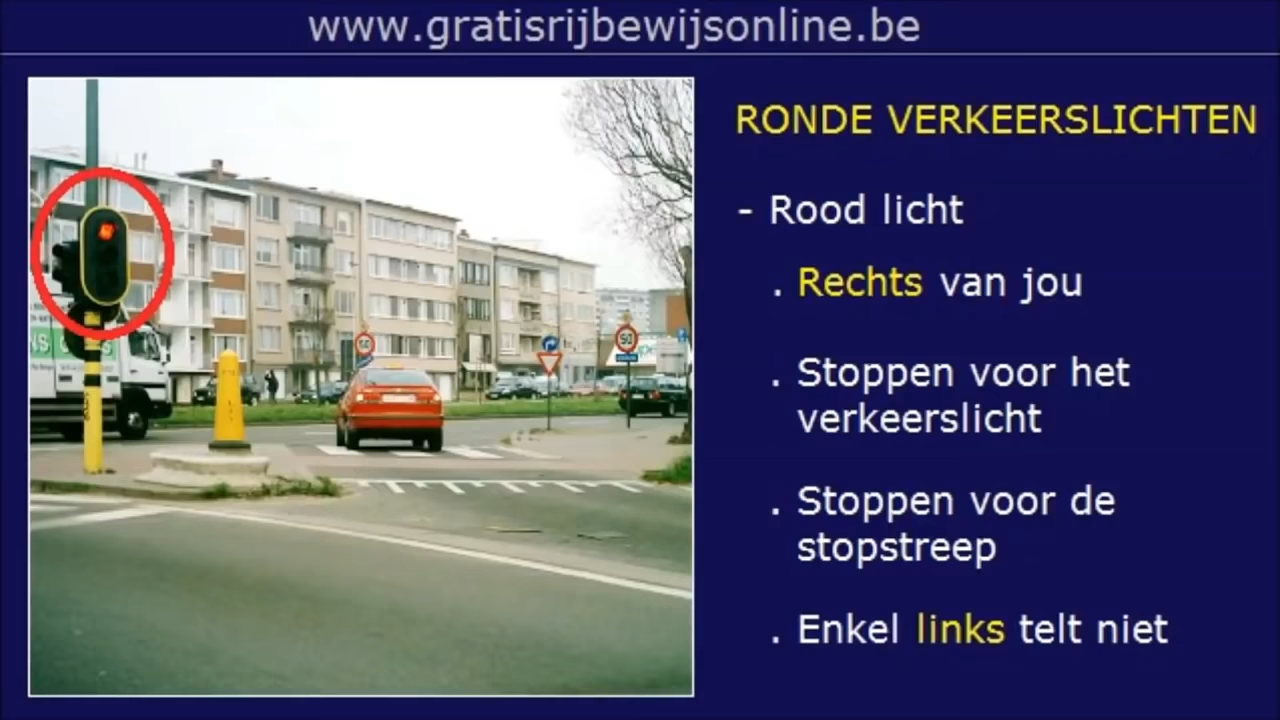 www.gratisrijbewijsonline.be
RONDE VERKEERSLICHTEN
- Rood licht
. Rechts van jou
. Stoppen voor het
verkeerslicht
. Stoppen voor de
stopstreep
. Enkel links telt niet